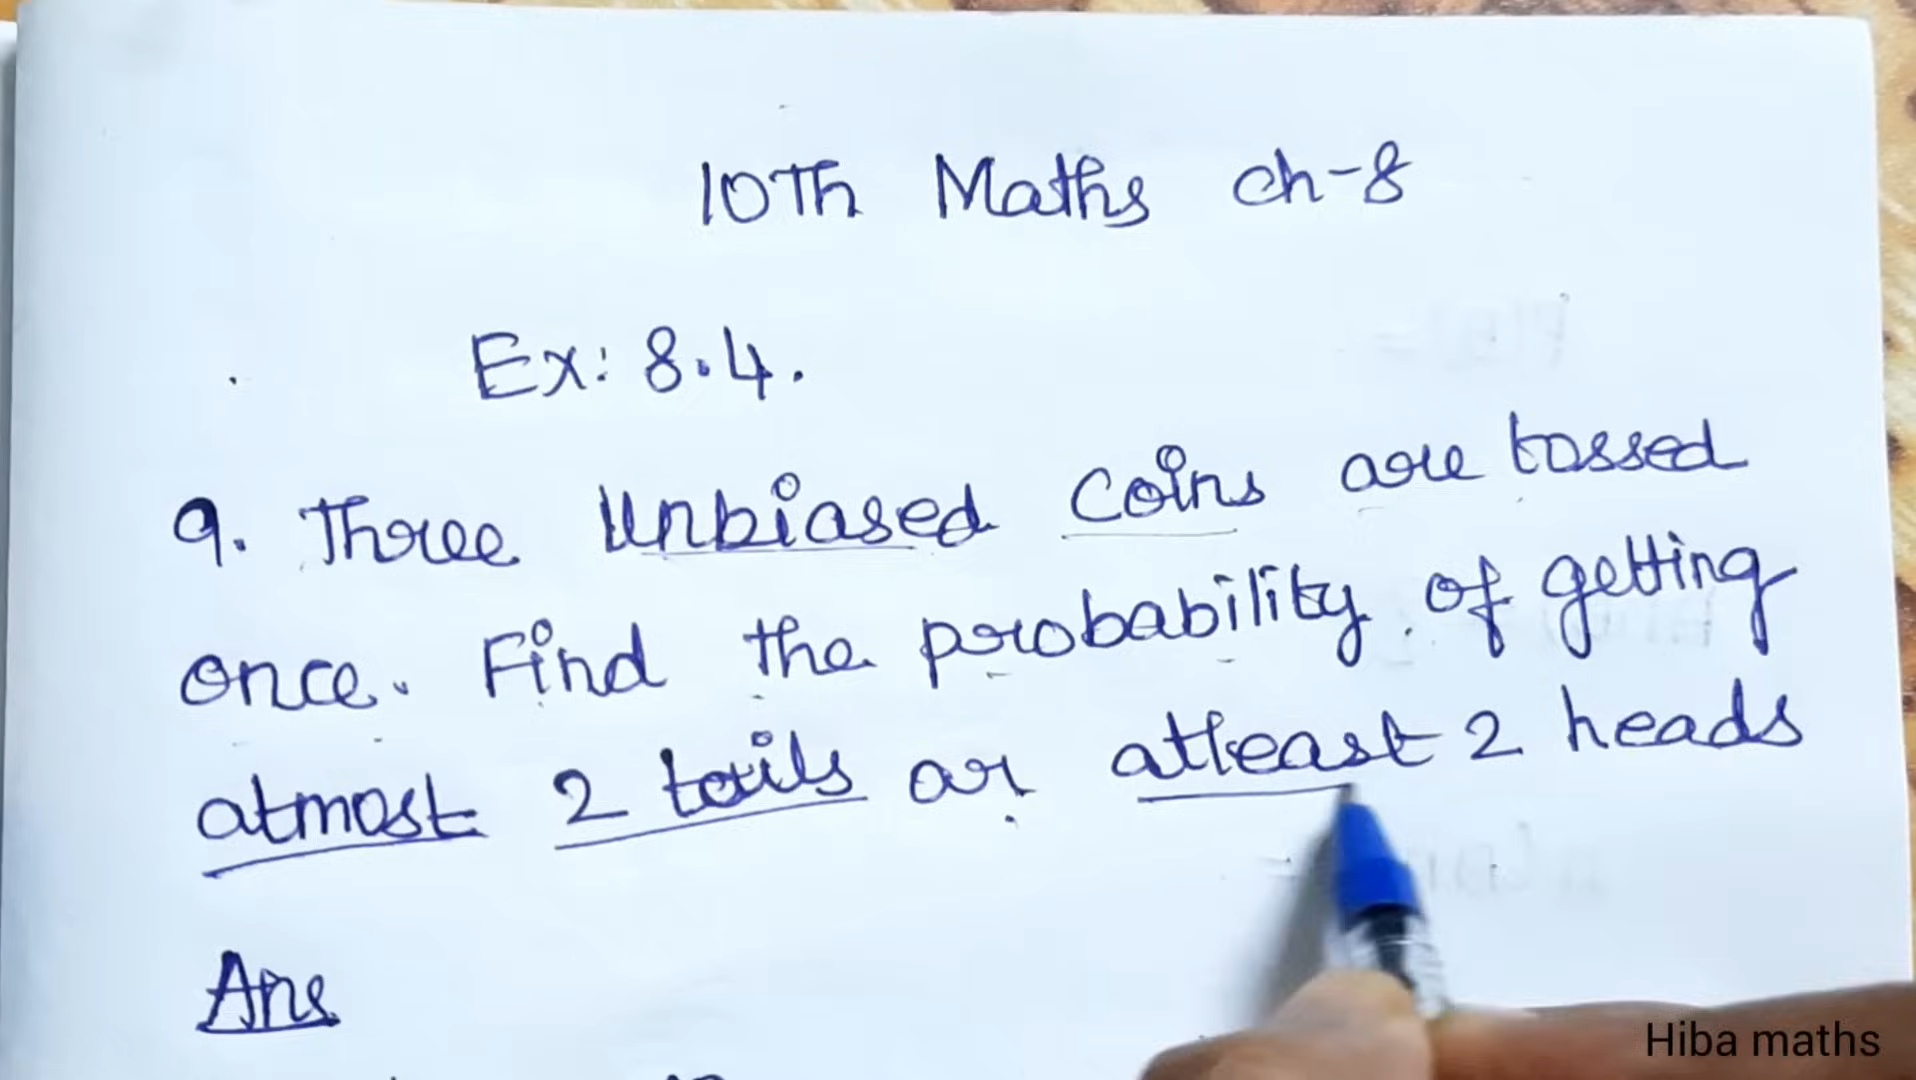 10Th Maths ch-8
Ex: 8.4.
9. Three Unbiased Coins are tossed
once. Find the probability of getting
atmost 2 tails or atleast 2 heads
Ans
Hiba maths